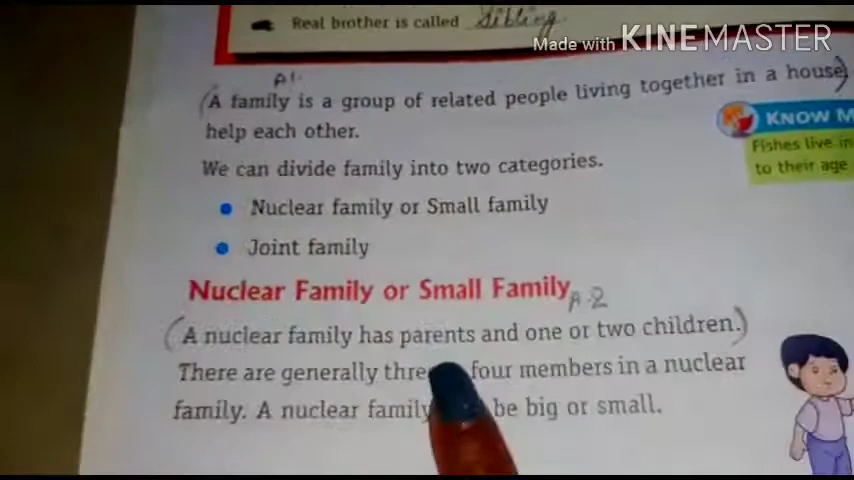 Real brother is called Sibling
Made with KINEMASTER
A1.
(A family is a group of related people living together in a house)
help each other.
KNOW M
Fishes live in
to their age
We can divide family into two categories.
Nuclear family or Small family
Joint family
Nuclear Family or Small Family A.2
(A nuclear family has parents and one or two children.)
There are generally thre four members in a nuclear
family. A nuclear family be big or small.